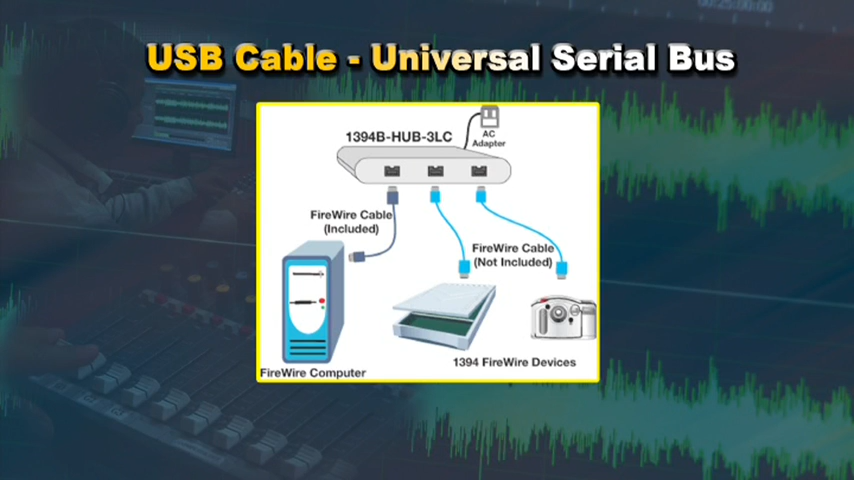 USB Cable - Universal Serial Bus
1394B-HUB-3LC
AC
Adapter
FireWire Cable
(Included)
FireWire Cable
(Not Included)
1394 FireWire Devices
FireWire Computer